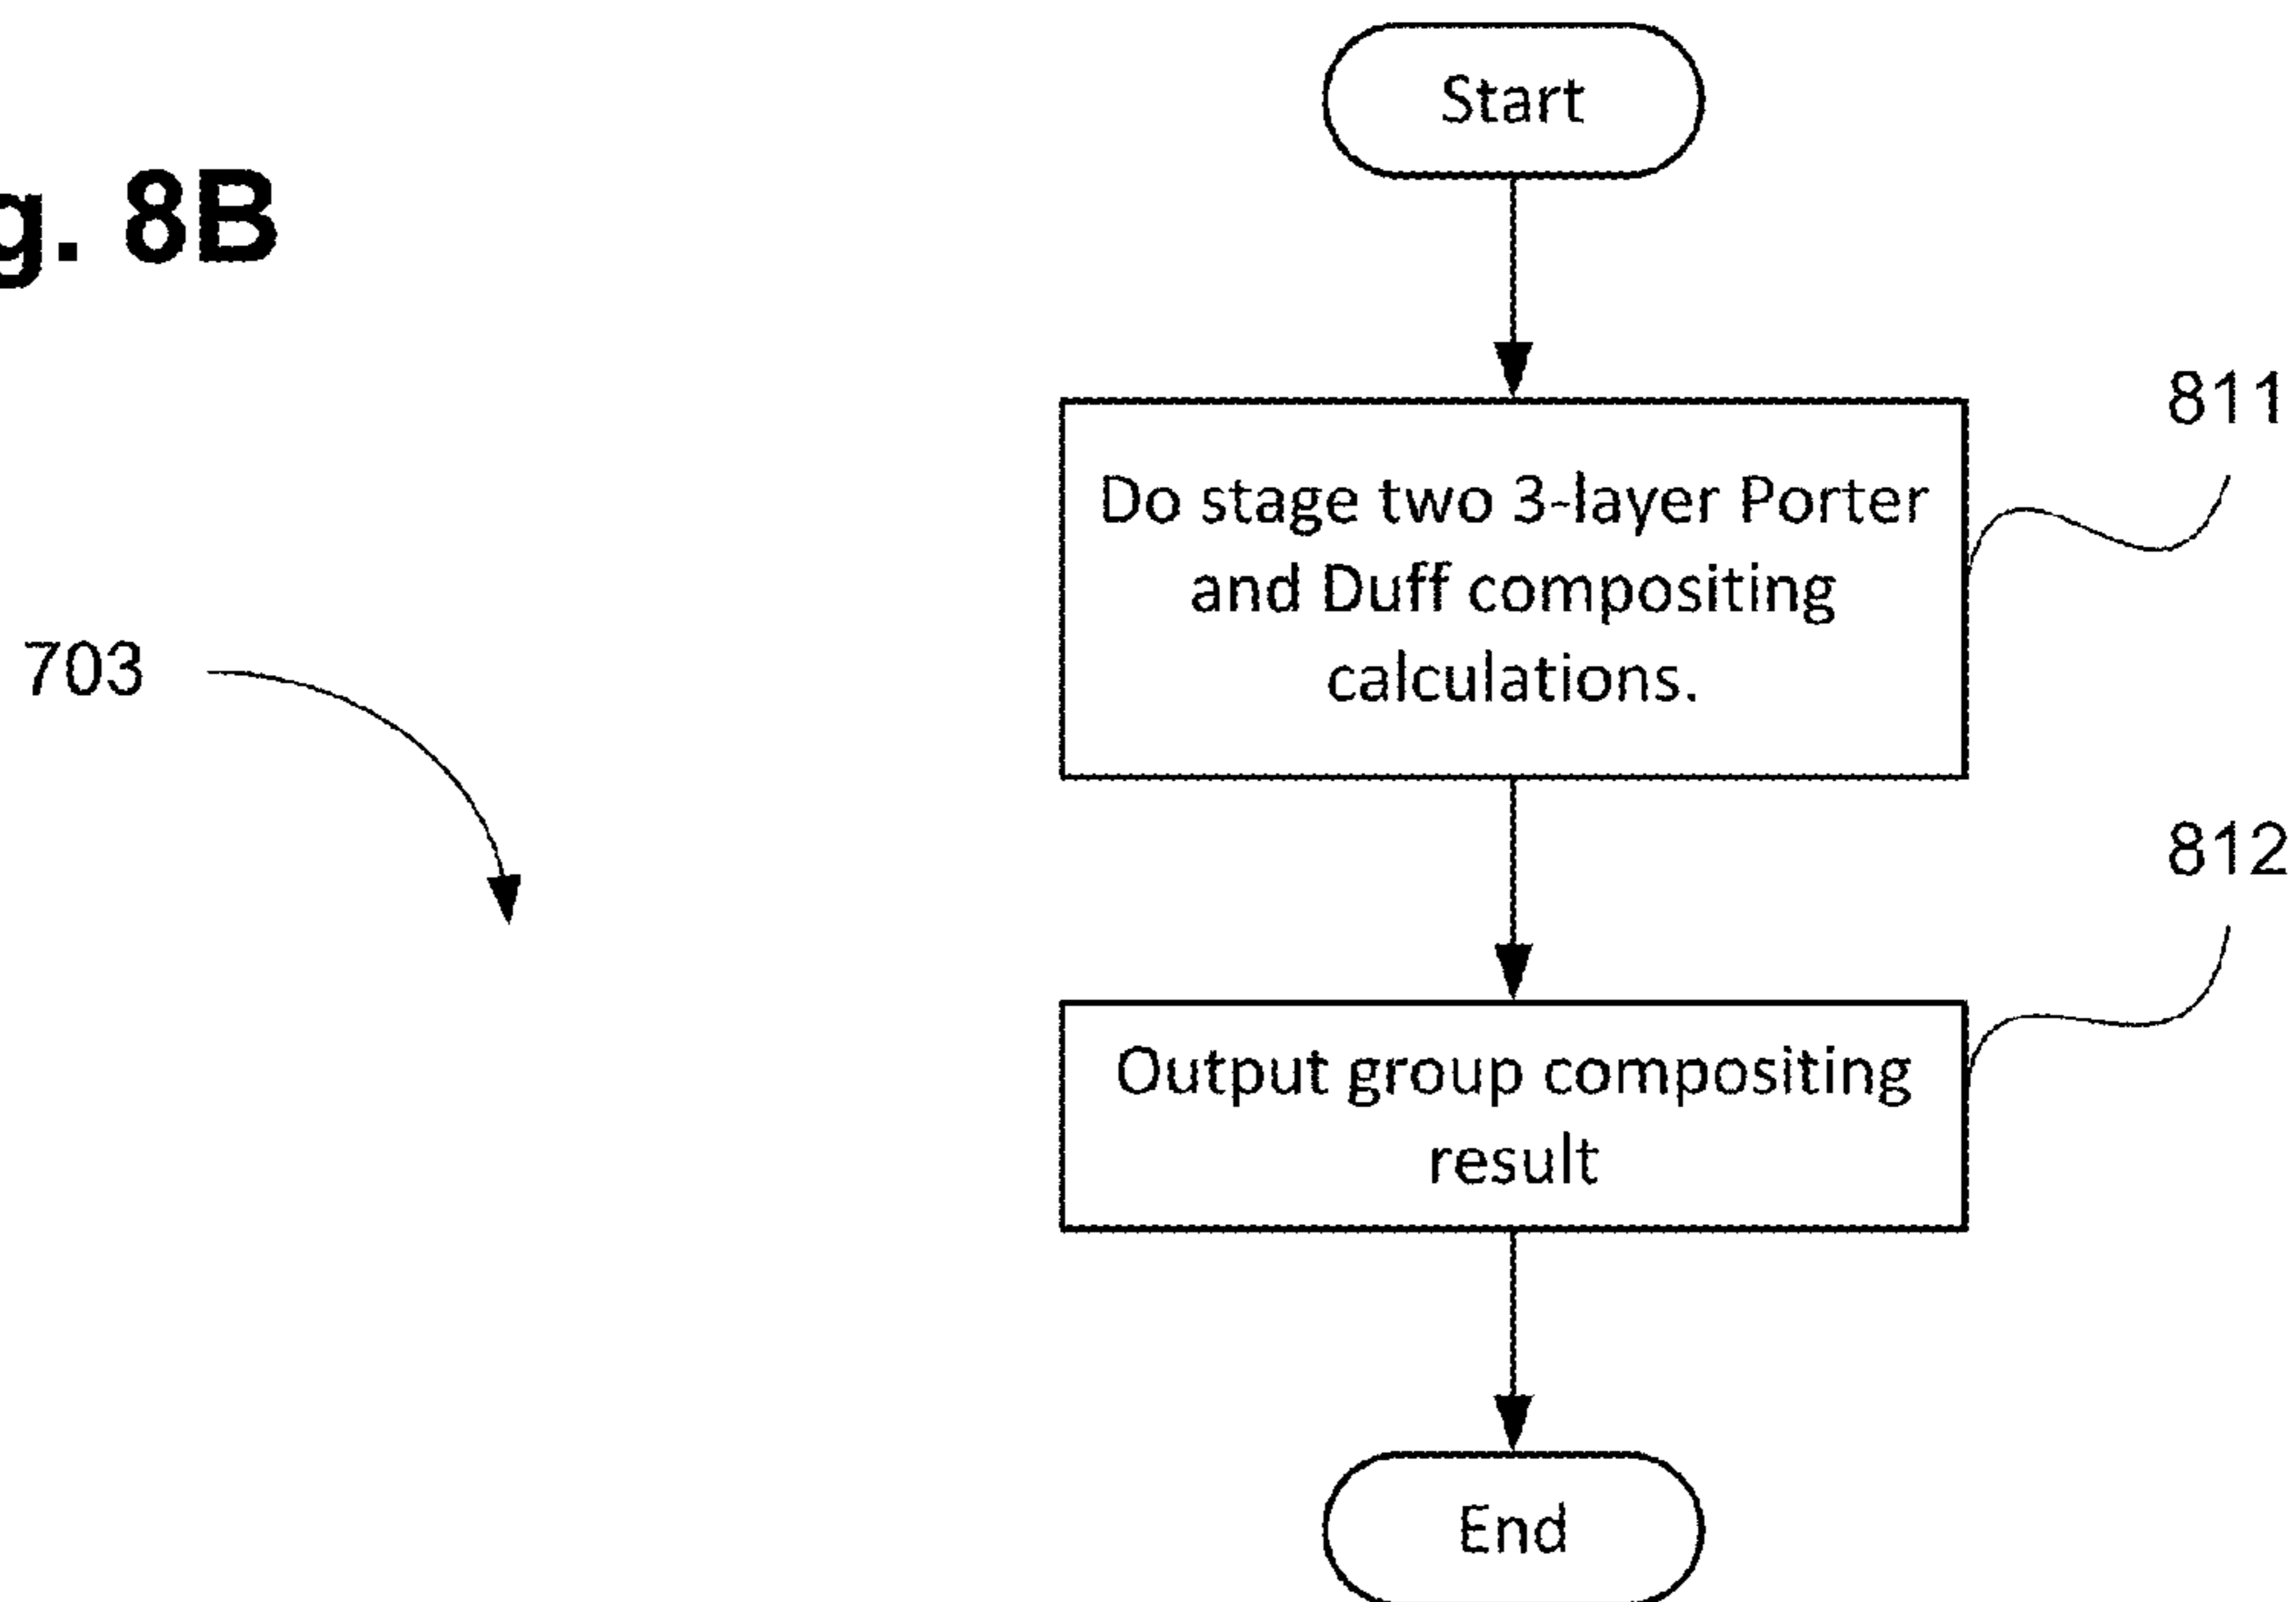 Start
g. 8B
811
Do stage two 3-layer Porter
and Duff compositing
calculations.
703
812
Output group compositing
result
End